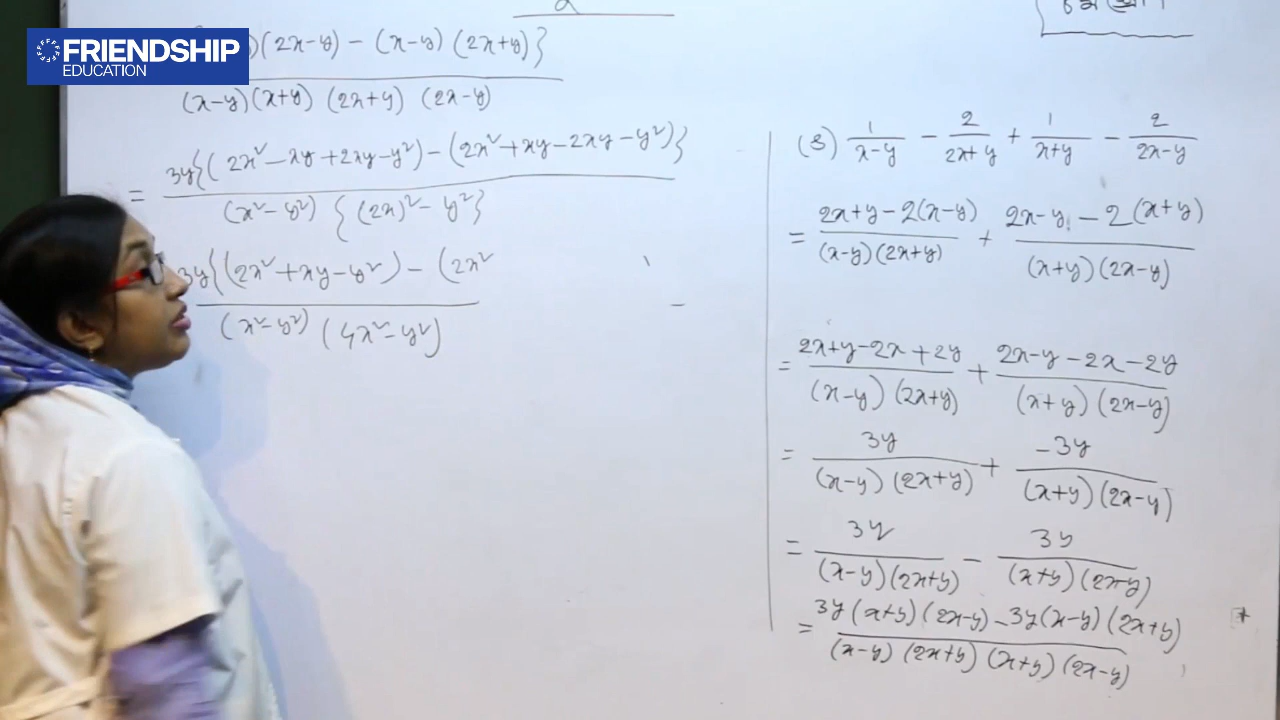 FRIENDSHIP
EDUCATION
)(2x-y) - (x-y) (2x+y)}
(x-y)(x+y) (2x+y) (2x-y)
= 3y{(2x²-xy+2xy-y²)-(2x²+xy-2xy-y²)}
(x²-y²) {(2x)²-y²}
3y{(2x²+xy-y²) - (2x²
(x²-y²) (4x²-y²)
(3) 1/x-y - 2/2x+y + 1/x+y - 2/2x-y
= 2x+y-2(x-y)/(x-y)(2x+y) + 2x-y-2(x+y)/(x+y)(2x-y)
= 2x+y-2x+2y/(x-y)(2x+y) + 2x-y-2x-2y/(x+y)(2x-y)
= 3y/(x-y)(2x+y) + -3y/(x+y)(2x-y)
= 3y/(x-y)(2x+y) - 3y/(x+y)(2x-y)
= 3y(x+y)(2x-y)-3y(x-y)(2x+y)
(x-y)(2x+y)(x+y)(2x-y)